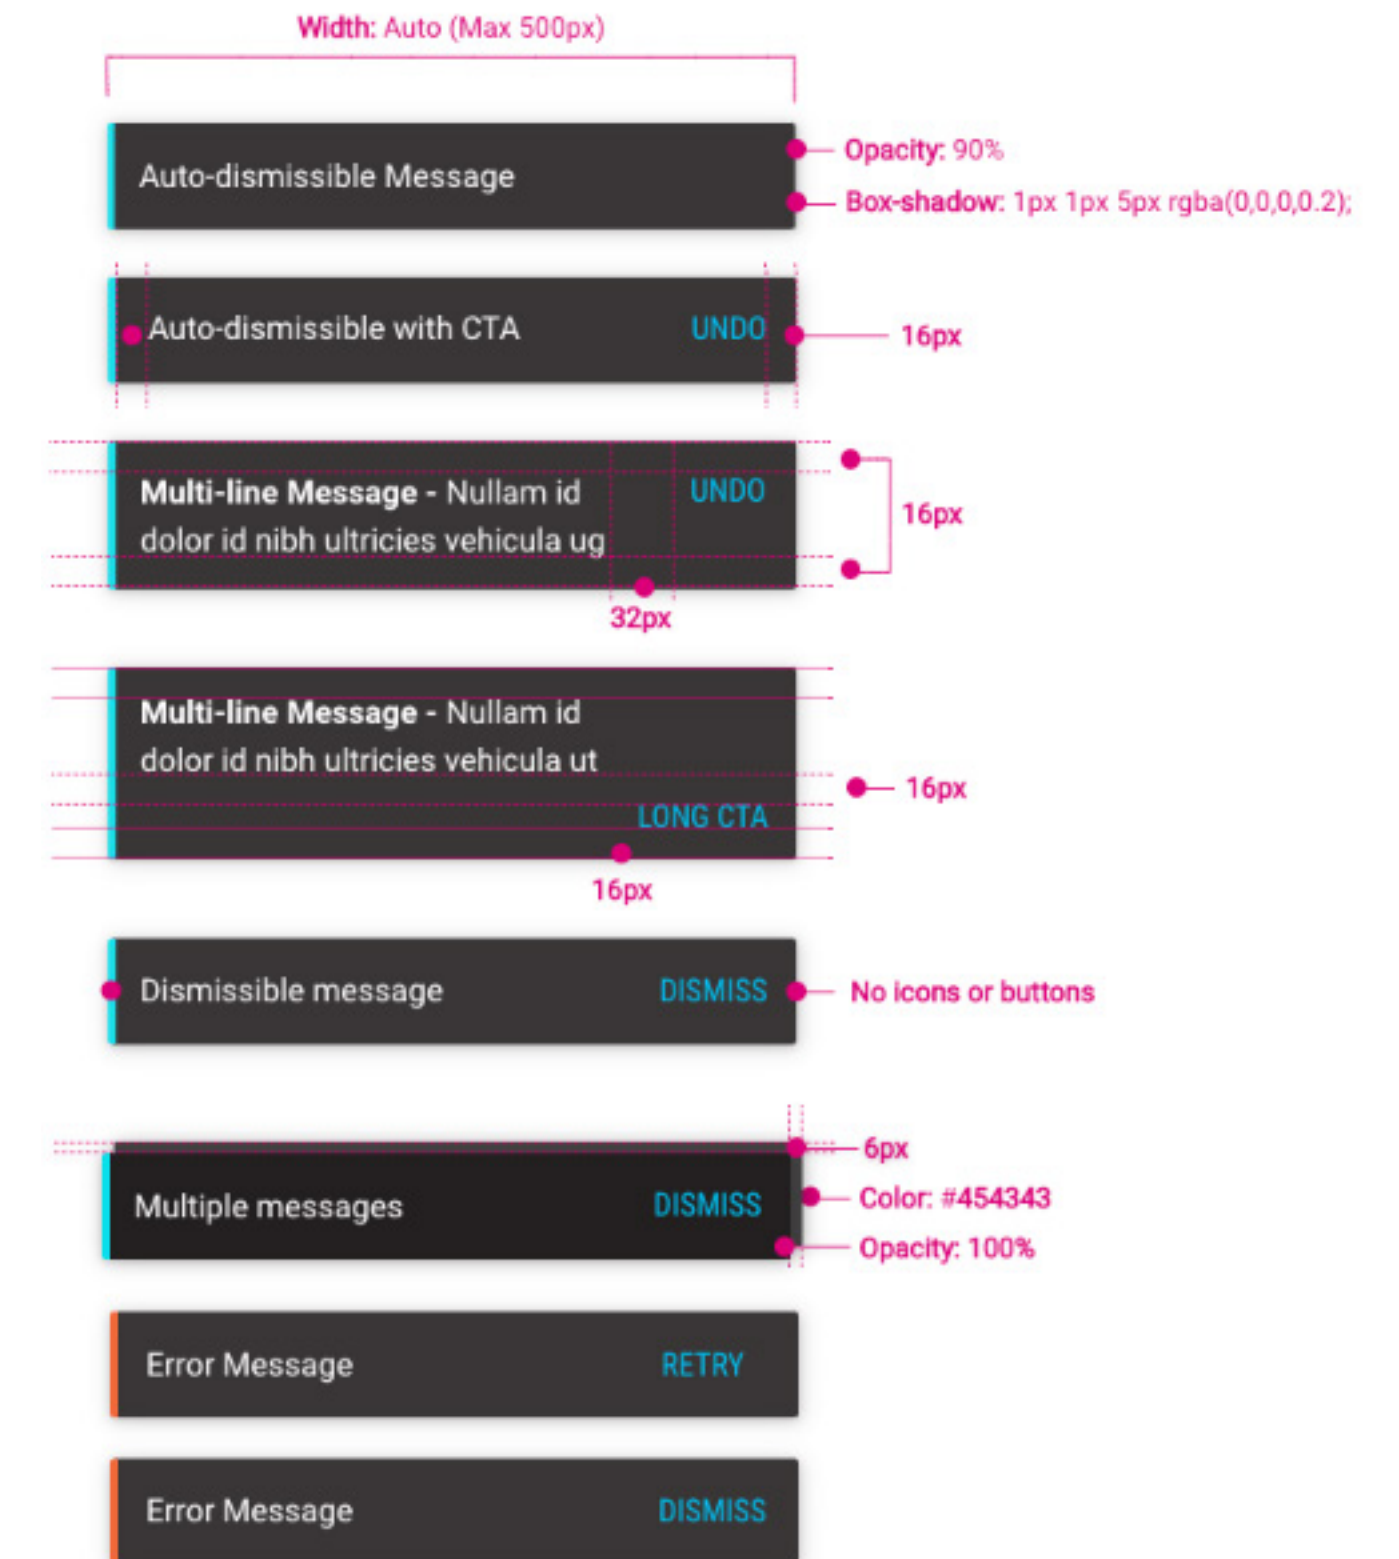 Width: Auto (Max 500px)
Auto-dismissible Message
Opacity: 90%
Box-shadow: 1px 1px 5px rgba(0,0,0,0.2);
Auto-dismissible with CTA UNDO
16px
Multi-line Message - Nullam id UNDO
dolor id nibh ultricies vehicula ug
16px
32px
Multi-line Message - Nullam id
dolor id nibh ultricies vehicula ut
16px
LONG CTA
16px
Dismissible message DISMISS
No icons or buttons
6px
Multiple messages DISMISS
Color: #454343
Opacity: 100%
Error Message RETRY
Error Message DISMISS